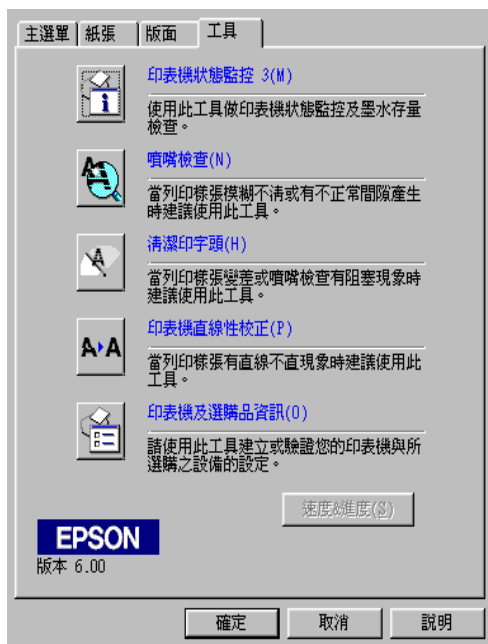 主選單 紙張 版面 工具
印表機狀態監控 3(M)
使用此工具做印表機狀態監控及墨水存量
檢查。
噴嘴檢查(N)
當列印樣張模糊不清或有不正常間隙產生
時建議使用此工具。
清潔印字頭(H)
當列印樣張變差或噴嘴檢查有阻塞現象時
建議使用此工具。
印表機直線性校正(P)
當列印樣張有直線不直現象時建議使用此
工具。
印表機及選購品資訊(O)
請使用此工具建立或驗證您的印表機與所
選購之設備的設定。
速度&進度(S)
EPSON
版本 6.00
確定 取消 說明